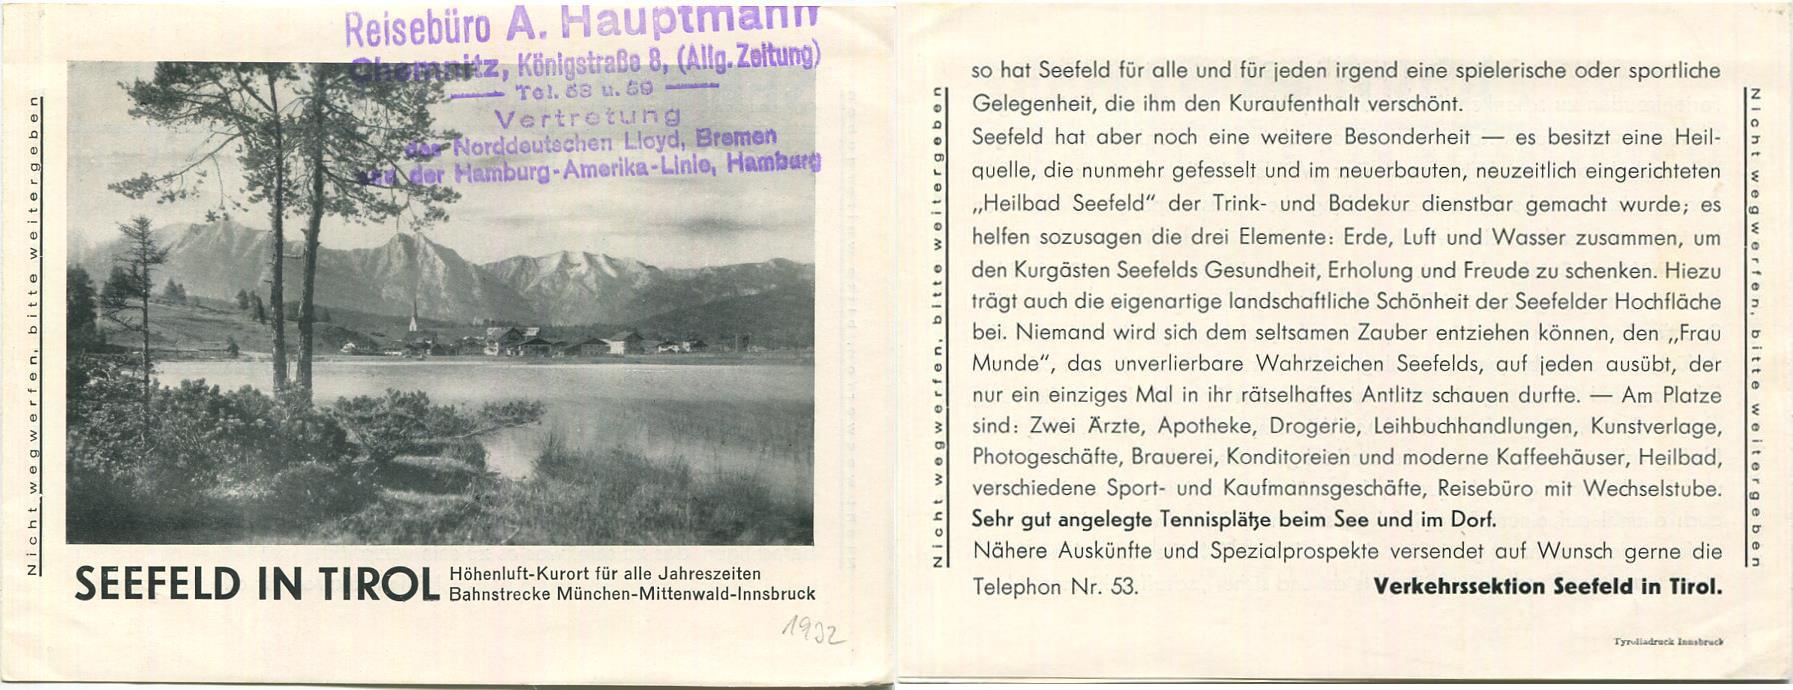 Reisebüro A. Hauptmann
Chemnitz, Königstraße 8, (Allg. Zeitung)
Tel. 58 u. 59
Vertretung
des Norddeutschen Lloyd, Bremen
und der Hamburg-Amerika-Linie, Hamburg
Nicht wegwerfen, bitte weitergeben
SEEFELD IN TIROL
Höhenluft-Kurort für alle Jahreszeiten
Bahnstrecke München-Mittenwald-Innsbruck
1932
Nicht wegwerfen, bitte weitergeben
so hat Seefeld für alle und für jeden irgend eine spielerische oder sportliche
Gelegenheit, die ihm den Kuraufenthalt verschönt.
Seefeld hat aber noch eine weitere Besonderheit — es besitzt eine Heil-
quelle, die nunmehr gefesselt und im neuerbauten, neuzeitlich eingerichteten
„Heilbad Seefeld“ der Trink- und Badekur dienstbar gemacht wurde; es
helfen sozusagen die drei Elemente: Erde, Luft und Wasser zusammen, um
den Kurgästen Seefelds Gesundheit, Erholung und Freude zu schenken. Hiezu
trägt auch die eigenartige landschaftliche Schönheit der Seefelder Hochfläche
bei. Niemand wird sich dem seltsamen Zauber entziehen können, den „Frau
Munde“, das unverlierbare Wahrzeichen Seefelds, auf jeden ausübt, der
nur ein einziges Mal in ihr rätselhaftes Antlitz schauen durfte. — Am Platze
sind: Zwei Ärzte, Apotheke, Drogerie, Leihbuchhandlungen, Kunstverlage,
Photogeschäfte, Brauerei, Konditoreien und moderne Kaffeehäuser, Heilbad,
verschiedene Sport- und Kaufmannsgeschäfte, Reisebüro mit Wechselstube.
Sehr gut angelegte Tennisplätze beim See und im Dorf.
Nähere Auskünfte und Spezialprospekte versendet auf Wunsch gerne die
Telephon Nr. 53. Verkehrssektion Seefeld in Tirol.
Tyroliadruck Innsbruck
Nicht wegwerfen, bitte weitergeben